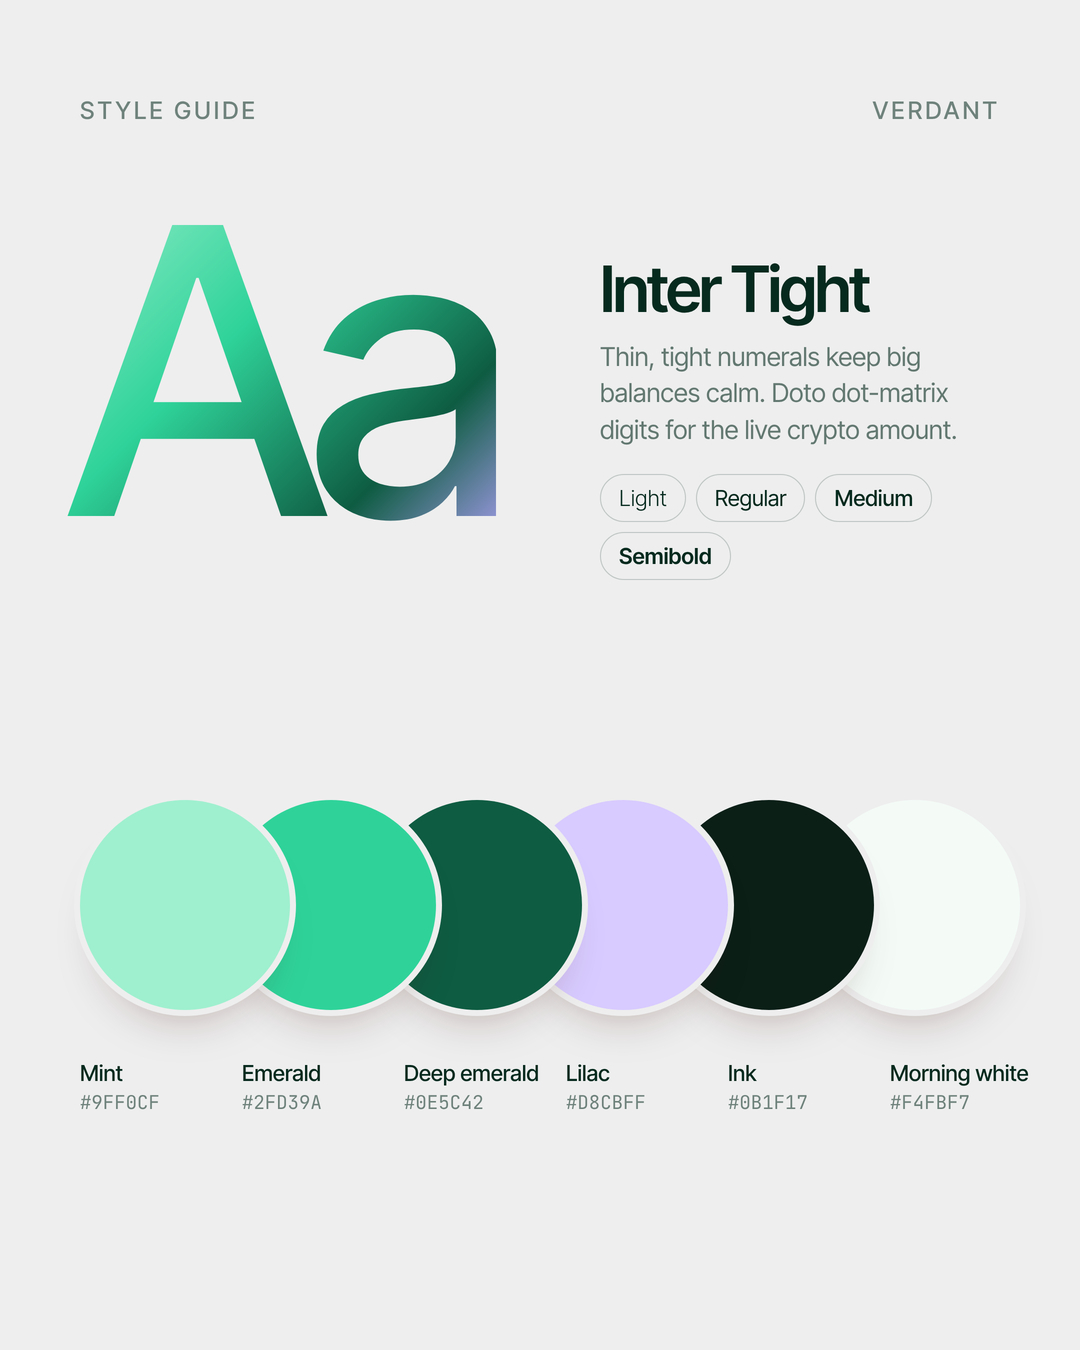 STYLE GUIDE
VERDANT
Aa
Inter Tight
Thin, tight numerals keep big
balances calm. Doto dot-matrix
digits for the live crypto amount.
Light
Regular
Medium
Semibold
Mint
#9FF0CF
Emerald
#2FD39A
Deep emerald
#0E5C42
Lilac
#D8CBFF
Ink
#0B1F17
Morning white
#F4FBF7